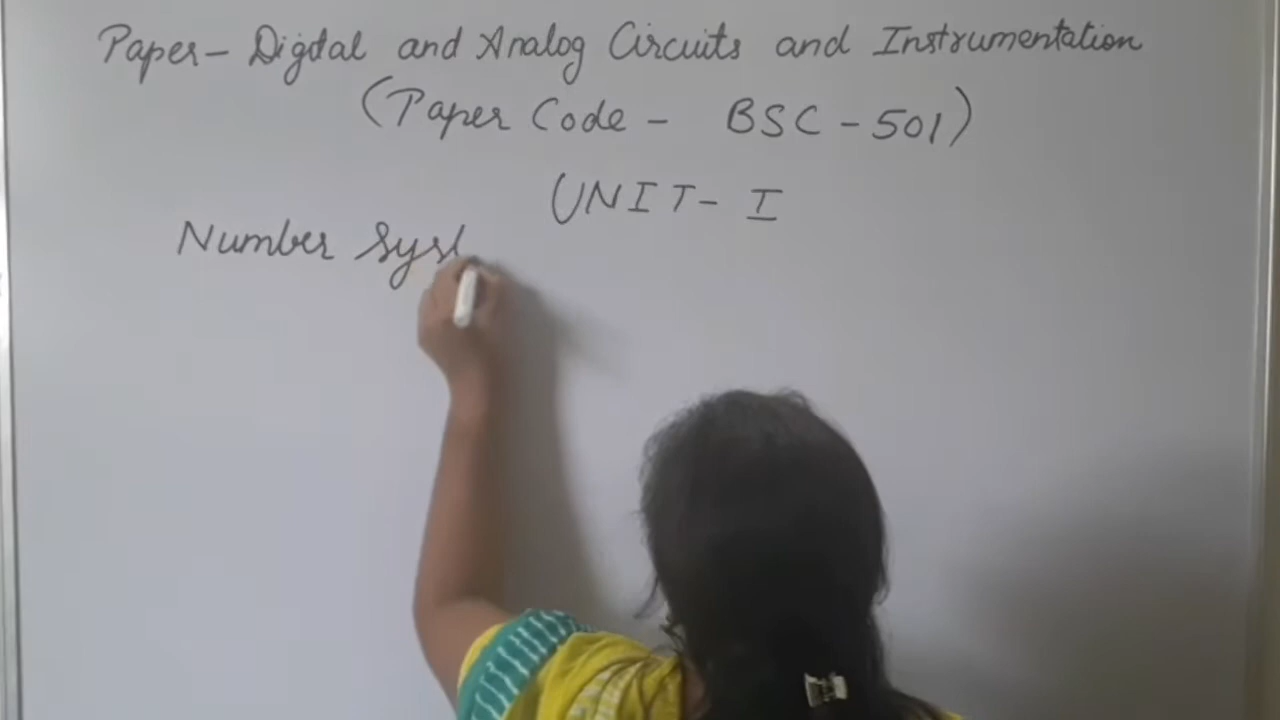 Paper- Digital and Analog Circuits and Instrumentation
(Paper Code - BSC-501)
UNIT- I
Number Syst